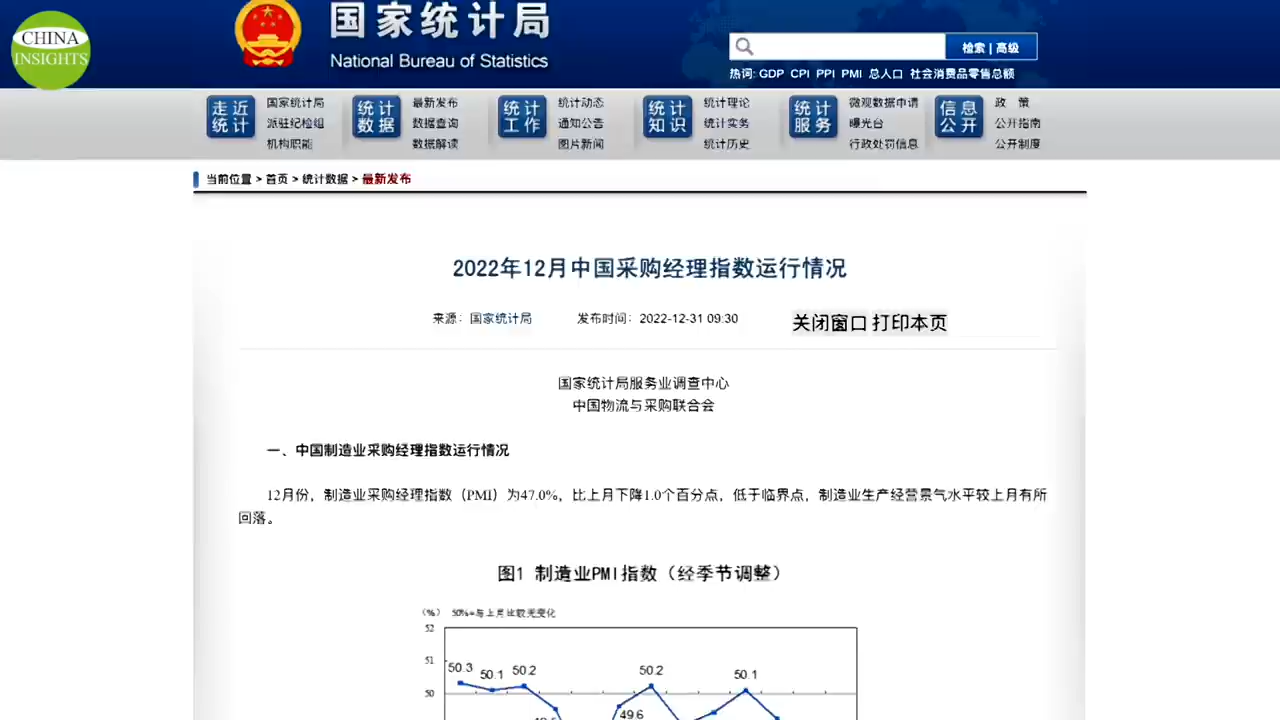 CHINA
INSIGHTS
国家统计局
National Bureau of Statistics
检索 | 高级
热词: GDP CPI PPI PMI 总人口 社会消费品零售总额
走近
统计
国家统计局
派驻纪检组
机构职能
统计
数据
最新发布
数据查询
数据解读
统计
工作
统计动态
通知公告
图片新闻
统计
知识
统计理论
统计实务
统计历史
统计
服务
微观数据申请
曝光台
行政处罚信息
信息
公开
政 策
公开指南
公开制度
当前位置 > 首页 > 统计数据 > 最新发布
2022年12月中国采购经理指数运行情况
来源: 国家统计局 发布时间: 2022-12-31 09:30 关闭窗口 打印本页
国家统计局服务业调查中心
中国物流与采购联合会
一、中国制造业采购经理指数运行情况
12月份，制造业采购经理指数（PMI）为47.0%，比上月下降1.0个百分点，低于临界点，制造业生产经营景气水平较上月有所
回落。
图1 制造业PMI指数（经季节调整）
（%） 50%=与上月比较无变化
52
51
50
50.3
50.1
50.2
49.6
50.2
50.1